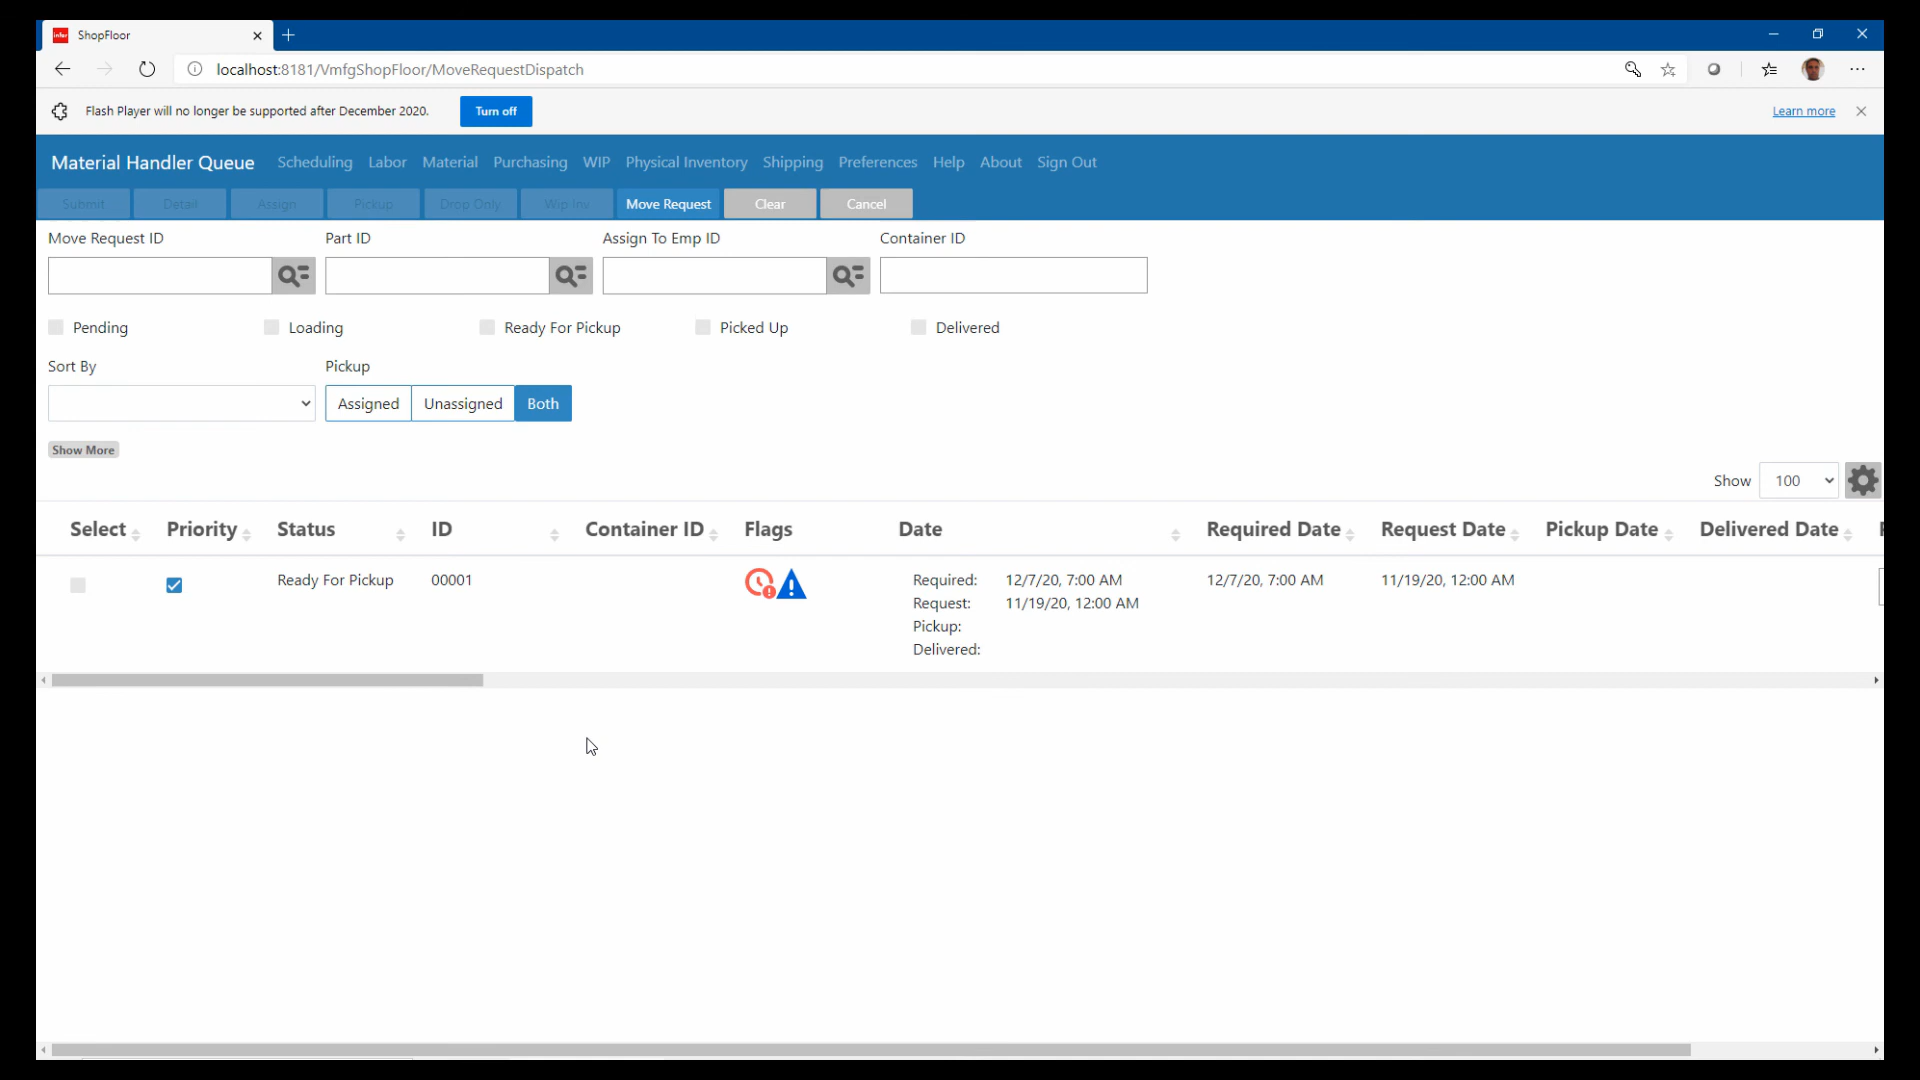 infor ShopFloor
localhost:8181/VmfgShopFloor/MoveRequestDispatch
Flash Player will no longer be supported after December 2020. Turn off Learn more
Material Handler Queue Scheduling Labor Material Purchasing WIP Physical Inventory Shipping Preferences Help About Sign Out
Submit Detail Assign Pickup Drop Only Wip Inv Move Request Clear Cancel
Move Request ID Part ID Assign To Emp ID Container ID
Pending Loading Ready For Pickup Picked Up Delivered
Sort By Pickup
Assigned Unassigned Both
Show More
Show 100
Select Priority Status ID Container ID Flags Date Required Date Request Date Pickup Date Delivered Date
Ready For Pickup 00001 Required: 12/7/20, 7:00 AM 12/7/20, 7:00 AM 11/19/20, 12:00 AM
Request: 11/19/20, 12:00 AM
Pickup:
Delivered: